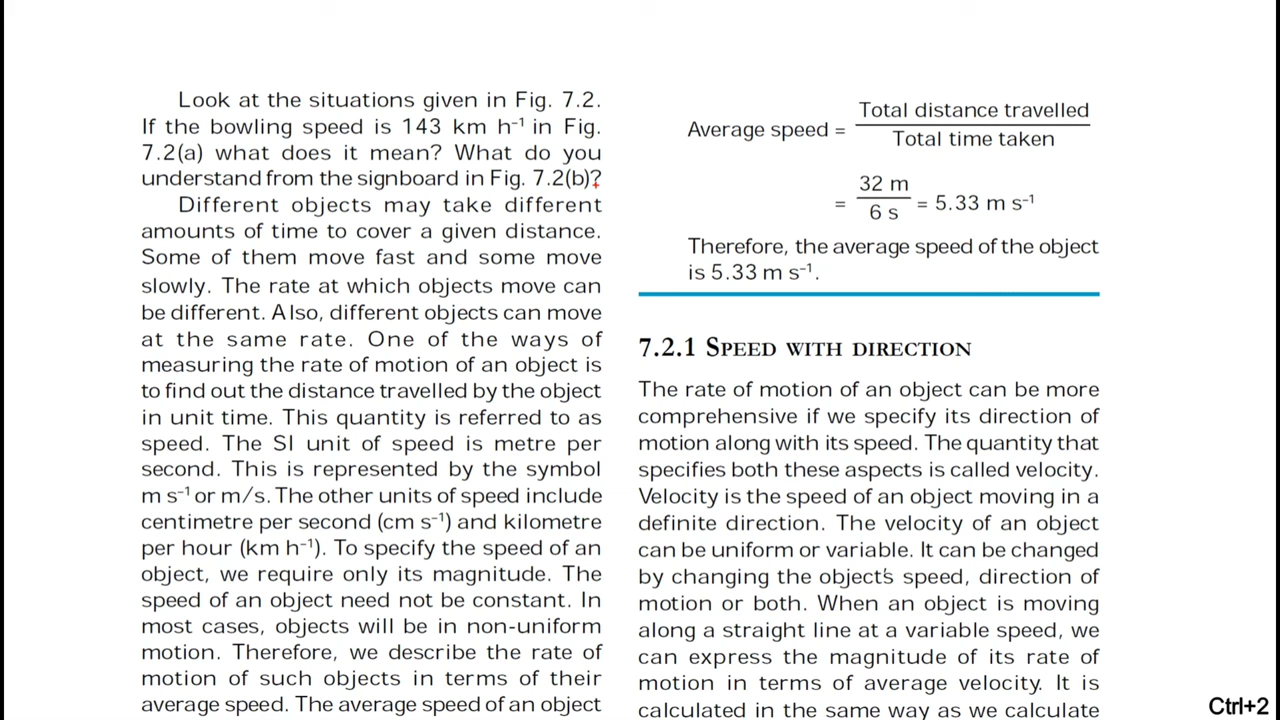 Look at the situations given in Fig. 7.2.
If the bowling speed is 143 km h⁻¹ in Fig.
7.2(a) what does it mean? What do you
understand from the signboard in Fig. 7.2(b)?
Different objects may take different
amounts of time to cover a given distance.
Some of them move fast and some move
slowly. The rate at which objects move can
be different. Also, different objects can move
at the same rate. One of the ways of
measuring the rate of motion of an object is
to find out the distance travelled by the object
in unit time. This quantity is referred to as
speed. The SI unit of speed is metre per
second. This is represented by the symbol
m s⁻¹ or m/s. The other units of speed include
centimetre per second (cm s⁻¹) and kilometre
per hour (km h⁻¹). To specify the speed of an
object, we require only its magnitude. The
speed of an object need not be constant. In
most cases, objects will be in non-uniform
motion. Therefore, we describe the rate of
motion of such objects in terms of their
average speed. The average speed of an object
Average speed = Total distance travelled
Total time taken
= 32 m
6 s = 5.33 m s⁻¹
Therefore, the average speed of the object
is 5.33 m s⁻¹.
7.2.1 SPEED WITH DIRECTION
The rate of motion of an object can be more
comprehensive if we specify its direction of
motion along with its speed. The quantity that
specifies both these aspects is called velocity.
Velocity is the speed of an object moving in a
definite direction. The velocity of an object
can be uniform or variable. It can be changed
by changing the object's speed, direction of
motion or both. When an object is moving
along a straight line at a variable speed, we
can express the magnitude of its rate of
motion in terms of average velocity. It is
calculated in the same way as we calculate
Ctrl+2